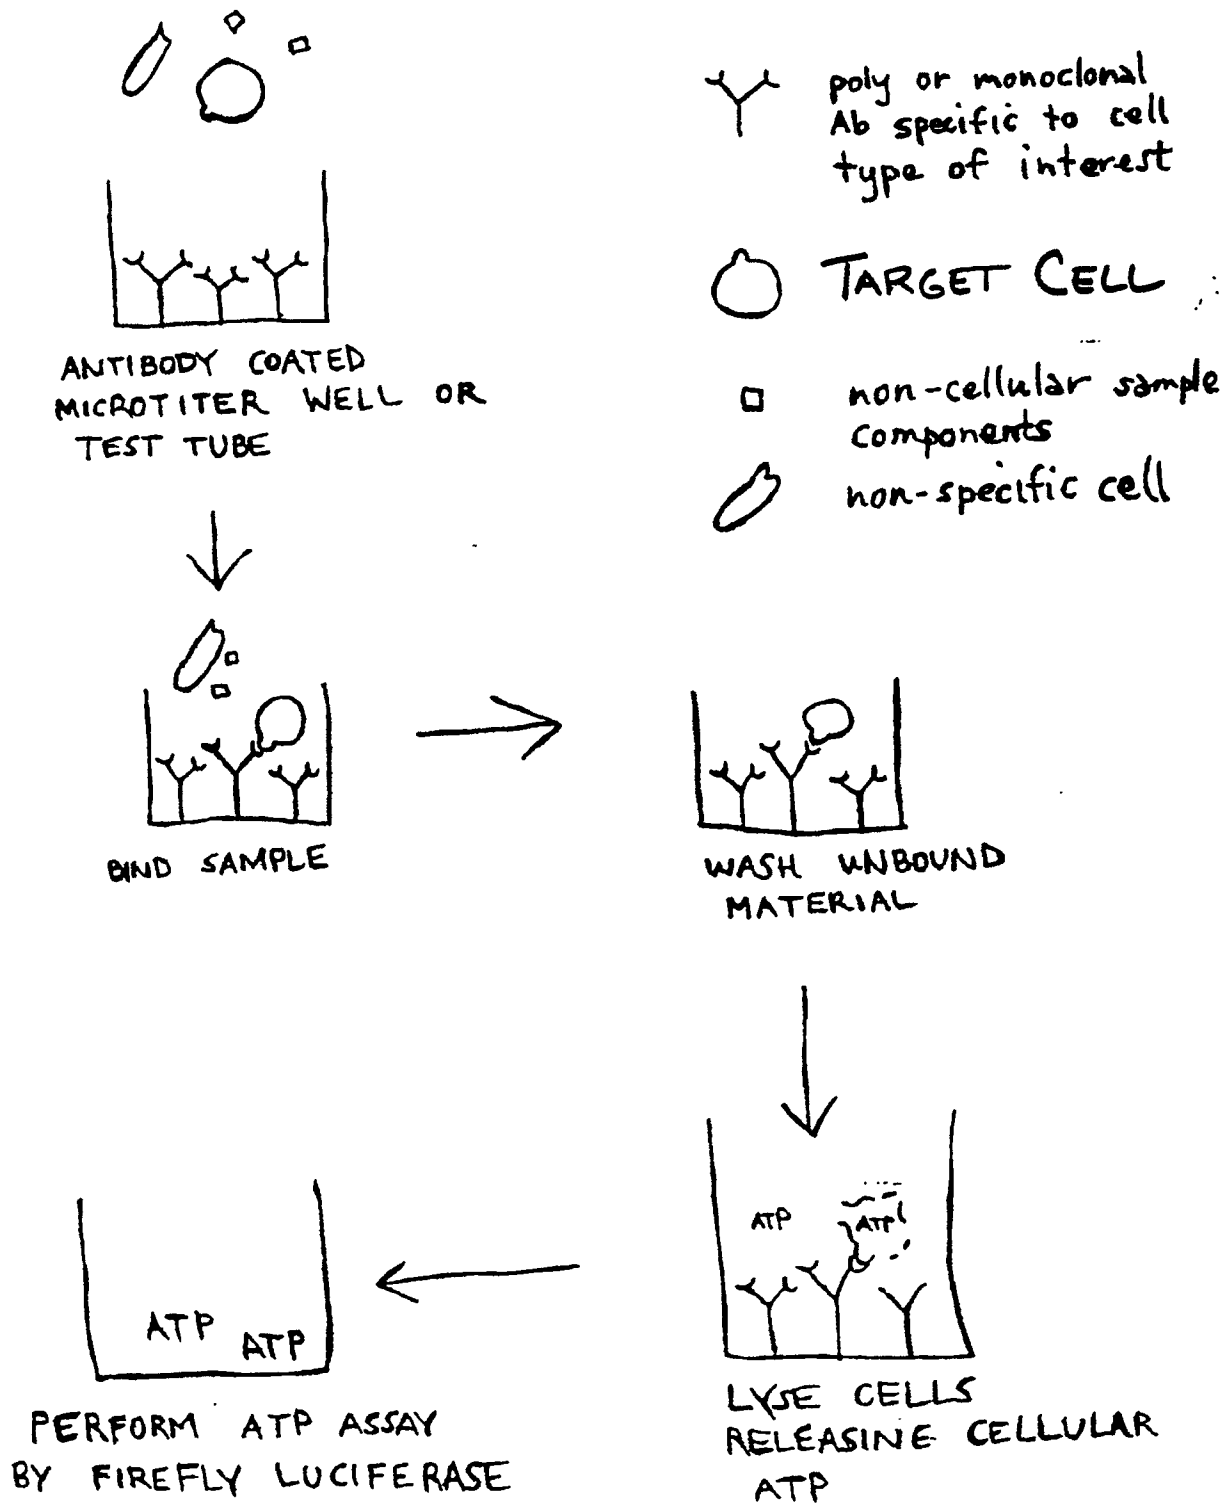 poly or monoclonal
Ab specific to cell
type of interest
TARGET CELL
non-cellular sample
components
non-specific cell
ANTIBODY COATED
MICROTITER WELL OR
TEST TUBE
BIND SAMPLE
WASH UNBOUND
MATERIAL
ATP
ATP
LYSE CELLS
RELEASINE CELLULAR
ATP
ATP
ATP
PERFORM ATP ASSAY
BY FIREFLY LUCIFERASE